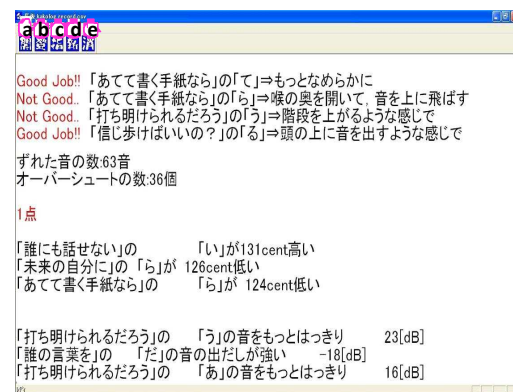 a b c d e
Good Job!! 「あてて書く手紙なら」の「て」⇒もっとなめらかに
Not Good.. 「あてて書く手紙なら」の「ら」⇒喉の奥を開いて, 音を上に飛ばす
Not Good.. 「打ち明けられるだろう」の「う」⇒階段を上がるような感じで
Good Job!! 「信じ歩けばいいの？」の「る」⇒頭の上に音を出すような感じで
ずれた音の数:63音
オーバーシュートの数:36個
1点
「誰にも話せない」の 「い」が131cent高い
「未来の自分に」の 「ら」が 126cent低い
「あてて書く手紙なら」の 「ら」が 124cent低い
「打ち明けられるだろう」の 「う」の音をもっとはっきり 23[dB]
「誰の言葉を」の 「だ」の音の出だしが強い -18[dB]
「打ち明けられるだろう」の 「あ」の音をもっとはっきり 16[dB]